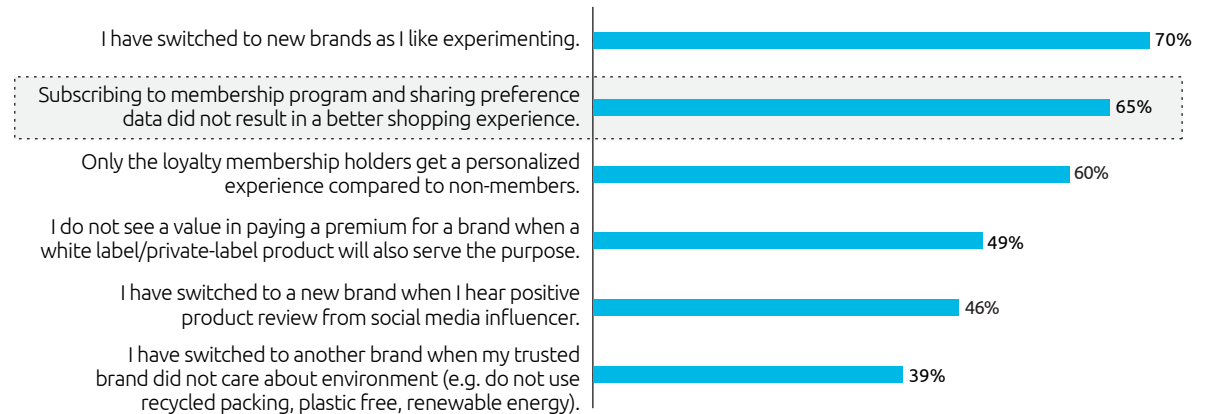 I have switched to new brands as I like experimenting.
70%
Subscribing to membership program and sharing preference
data did not result in a better shopping experience.
65%
Only the loyalty membership holders get a personalized
experience compared to non-members.
60%
I do not see a value in paying a premium for a brand when a
white label/private-label product will also serve the purpose.
49%
I have switched to a new brand when I hear positive
product review from social media influencer.
46%
I have switched to another brand when my trusted
brand did not care about environment (e.g. do not use
recycled packing, plastic free, renewable energy).
39%